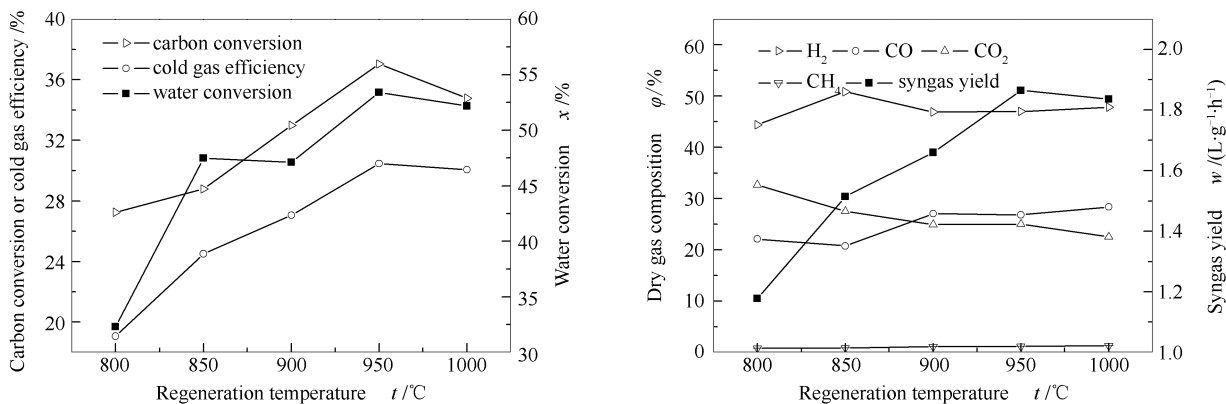 Carbon conversion or cold gas efficiency /%
40
36
32
28
24
20
carbon conversion
cold gas efficiency
water conversion
60
55
50
45
40
35
30
Water conversion x/%
800 850 900 950 1000
Regeneration temperature t/℃
Dry gas compostion φ/%
60
50
40
30
20
10
0
H₂ CO CO₂
CH₄ syngas yield
2.0
1.8
1.6
1.4
1.2
1.0
Syngas yield w/(L·g⁻¹·h⁻¹)
800 850 900 950 1000
Regeneration temperature t/℃